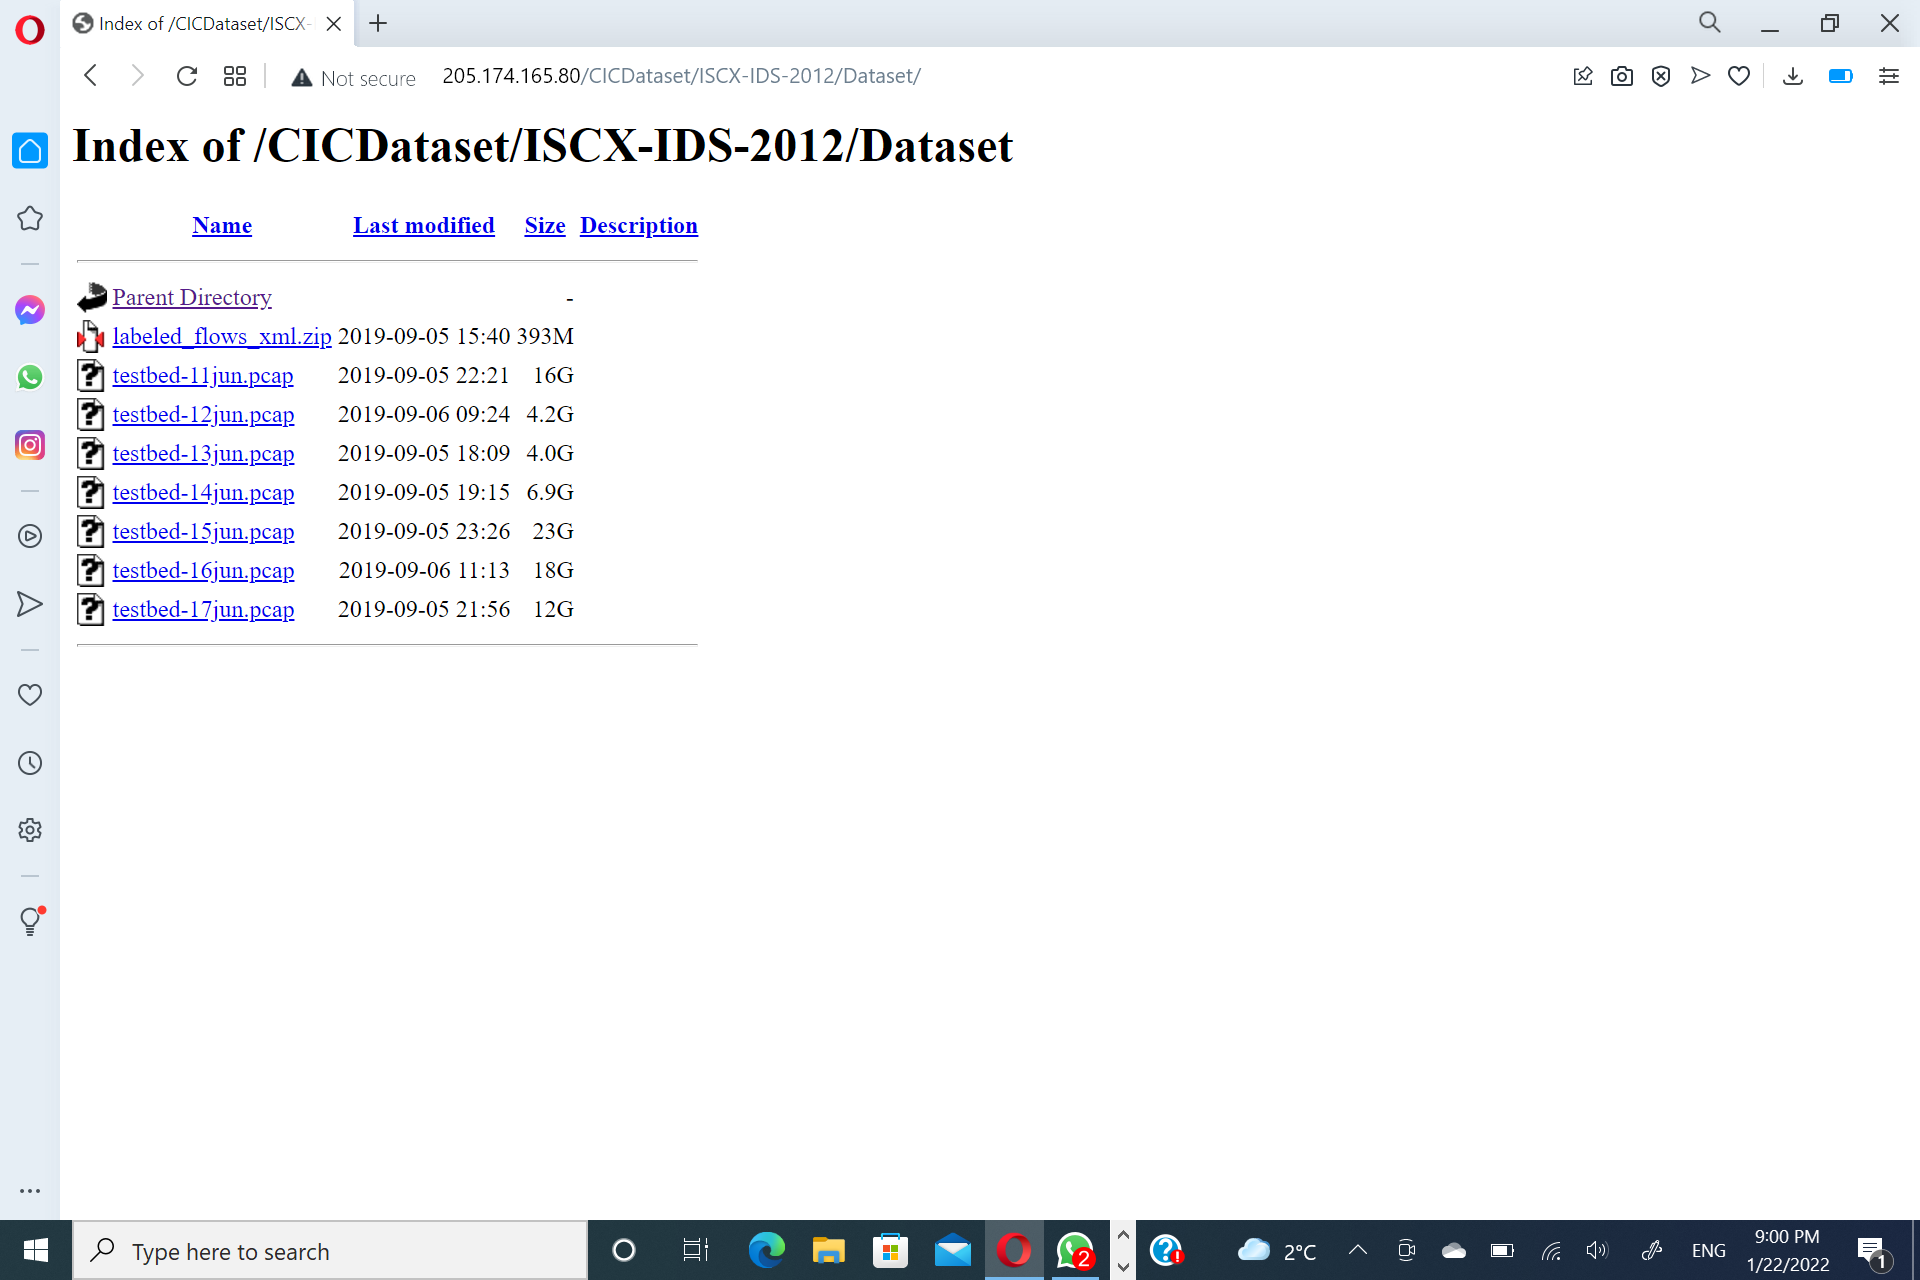 Index of /CICDataset/ISCX-
Not secure 205.174.165.80/CICDataset/ISCX-IDS-2012/Dataset/
Index of /CICDataset/ISCX-IDS-2012/Dataset
Name Last modified Size Description
Parent Directory -
labeled_flows_xml.zip 2019-09-05 15:40 393M
testbed-11jun.pcap 2019-09-05 22:21 16G
testbed-12jun.pcap 2019-09-06 09:24 4.2G
testbed-13jun.pcap 2019-09-05 18:09 4.0G
testbed-14jun.pcap 2019-09-05 19:15 6.9G
testbed-15jun.pcap 2019-09-05 23:26 23G
testbed-16jun.pcap 2019-09-06 11:13 18G
testbed-17jun.pcap 2019-09-05 21:56 12G
Type here to search 2 2°C ENG 9:00 PM
1/22/2022 1